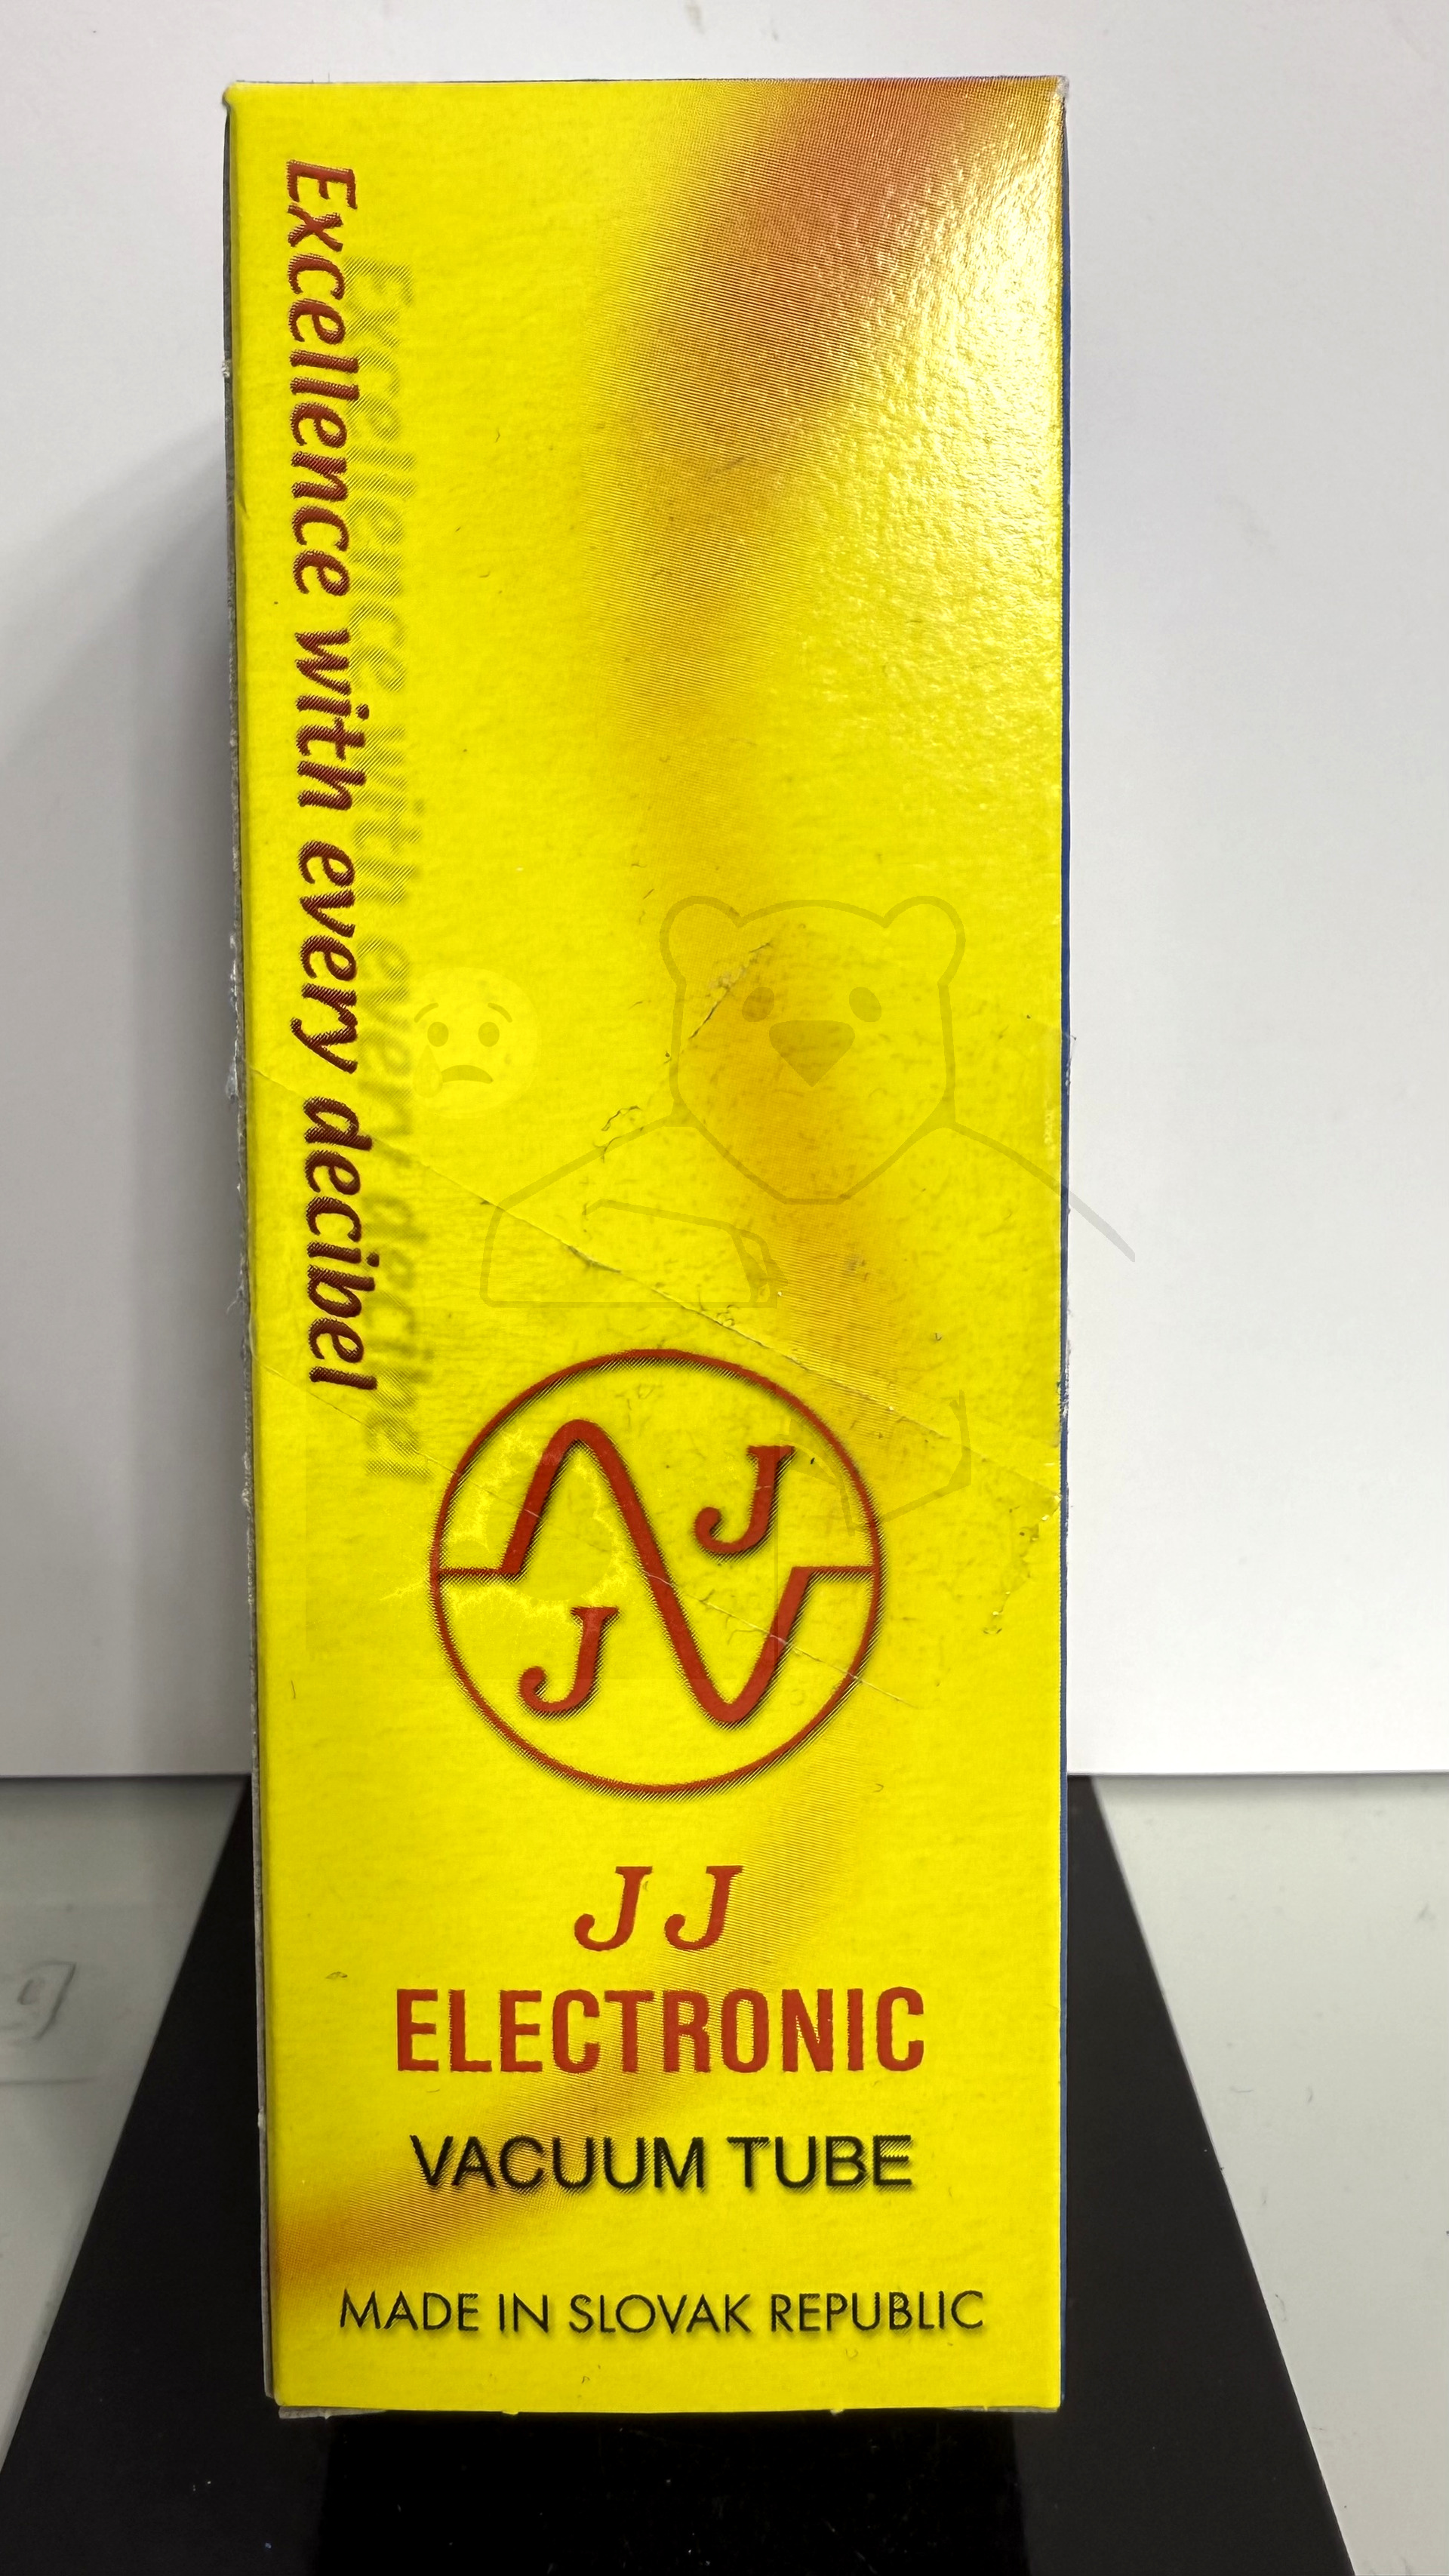 Excellence with every decibel
J
J
JJ
ELECTRONIC
VACUUM TUBE
MADE IN SLOVAK REPUBLIC